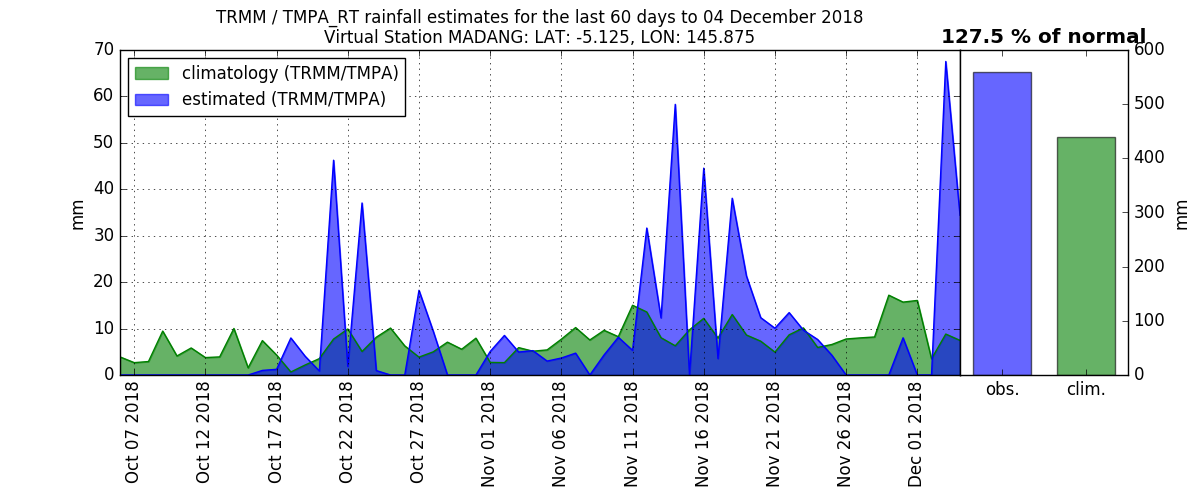 TRMM / TMPA_RT rainfall estimates for the last 60 days to 04 December 2018
Virtual Station MADANG: LAT: -5.125, LON: 145.875
127.5 % of normal
climatology (TRMM/TMPA)
estimated (TRMM/TMPA)
mm
70
60
50
40
30
20
10
0
Oct 07 2018
Oct 12 2018
Oct 17 2018
Oct 22 2018
Oct 27 2018
Nov 01 2018
Nov 06 2018
Nov 11 2018
Nov 16 2018
Nov 21 2018
Nov 26 2018
Dec 01 2018
600
500
400
300
200
100
0
mm
obs.
clim.